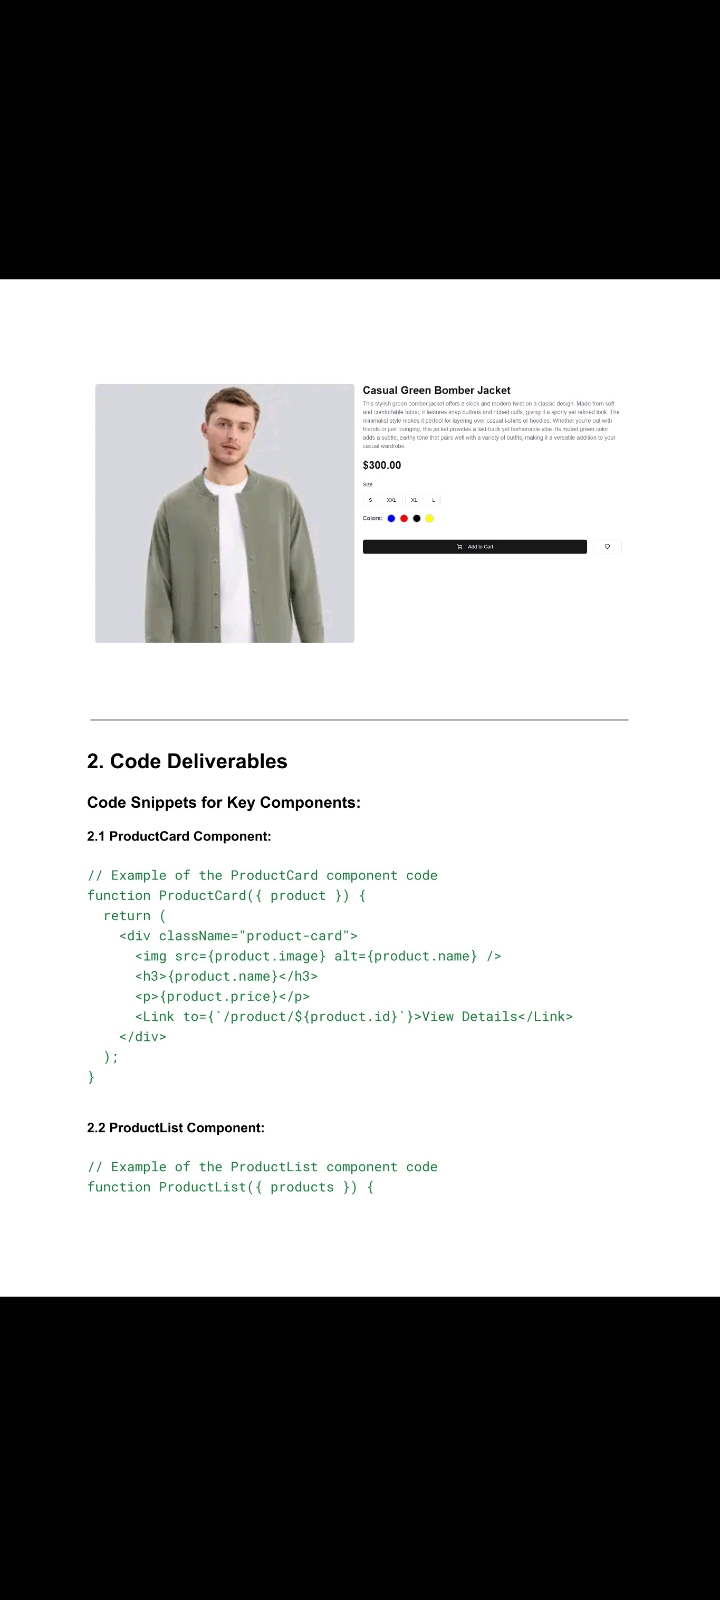 Casual Green Bomber Jacket
This stylish green bomber jacket offers a sleek and modern twist on a classic design. Made from soft
and comfortable fabric, it features snap buttons and ribbed cuffs, giving it a sporty yet refined look. The
minimalist style makes it perfect for layering over casual t-shirts or hoodies. Whether you're out with
friends or just lounging, this jacket provides a laid-back yet fashionable vibe. Its muted green color
adds a subtle, earthy tone that pairs well with a variety of outfits, making it a versatile addition to your
casual wardrobe.
$300.00
Size
S XXL XL L
Colors:
Add to Cart
2. Code Deliverables
Code Snippets for Key Components:
2.1 ProductCard Component:
// Example of the ProductCard component code
function ProductCard({ product }) {
  return (
    <div className="product-card">
      <img src={product.image} alt={product.name} />
      <h3>{product.name}</h3>
      <p>{product.price}</p>
      <Link to={`/product/${product.id}`}>View Details</Link>
    </div>
  );
}
2.2 ProductList Component:
// Example of the ProductList component code
function ProductList({ products }) {